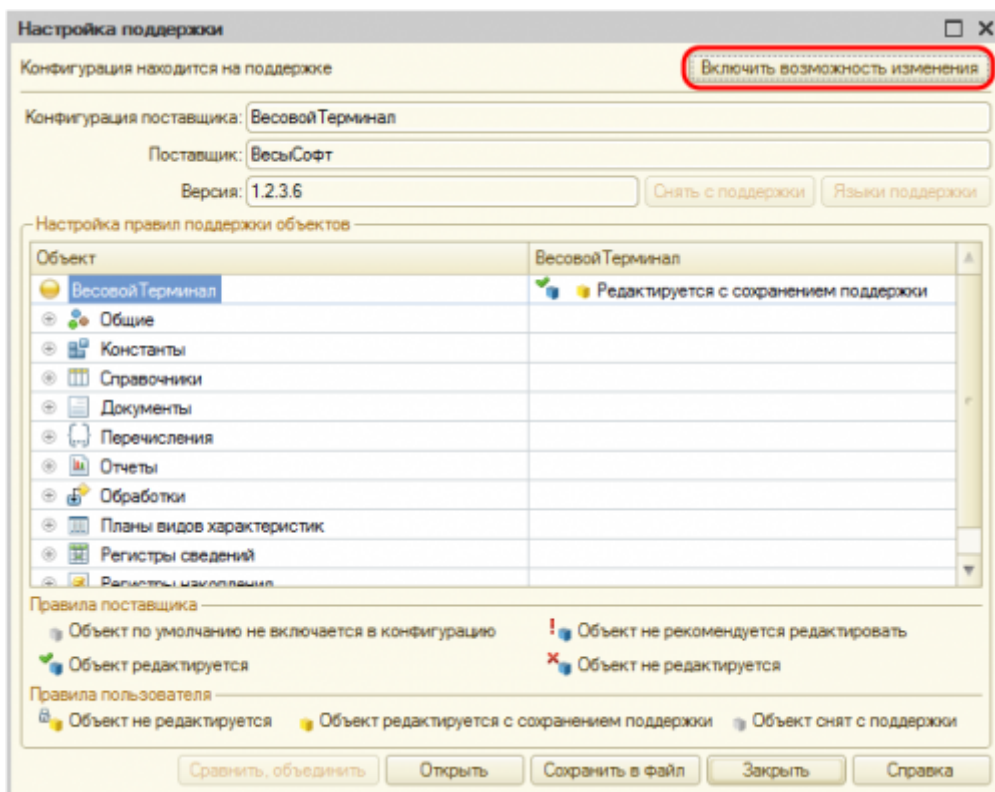 Настройка поддержки
Конфигурация находится на поддержке Включить возможность изменения
Конфигурация поставщика: ВесовойТерминал
Поставщик: ВесыСофт
Версия: 1.2.3.6 Снять с поддержки Языки поддержки
Настройка правил поддержки объектов
Объект ВесовойТерминал
ВесовойТерминал Редактируется с сохранением поддержки
Общие
Константы
Справочники
Документы
Перечисления
Отчеты
Обработки
Планы видов характеристик
Регистры сведений
Регистры накопления
Правила поставщика
Объект по умолчанию не включается в конфигурацию Объект не рекомендуется редактировать
Объект редактируется Объект не редактируется
Правила пользователя
Объект не редактируется Объект редактируется с сохранением поддержки Объект снят с поддержки
Сравнить, объединить Открыть Сохранить в файл Закрыть Справка